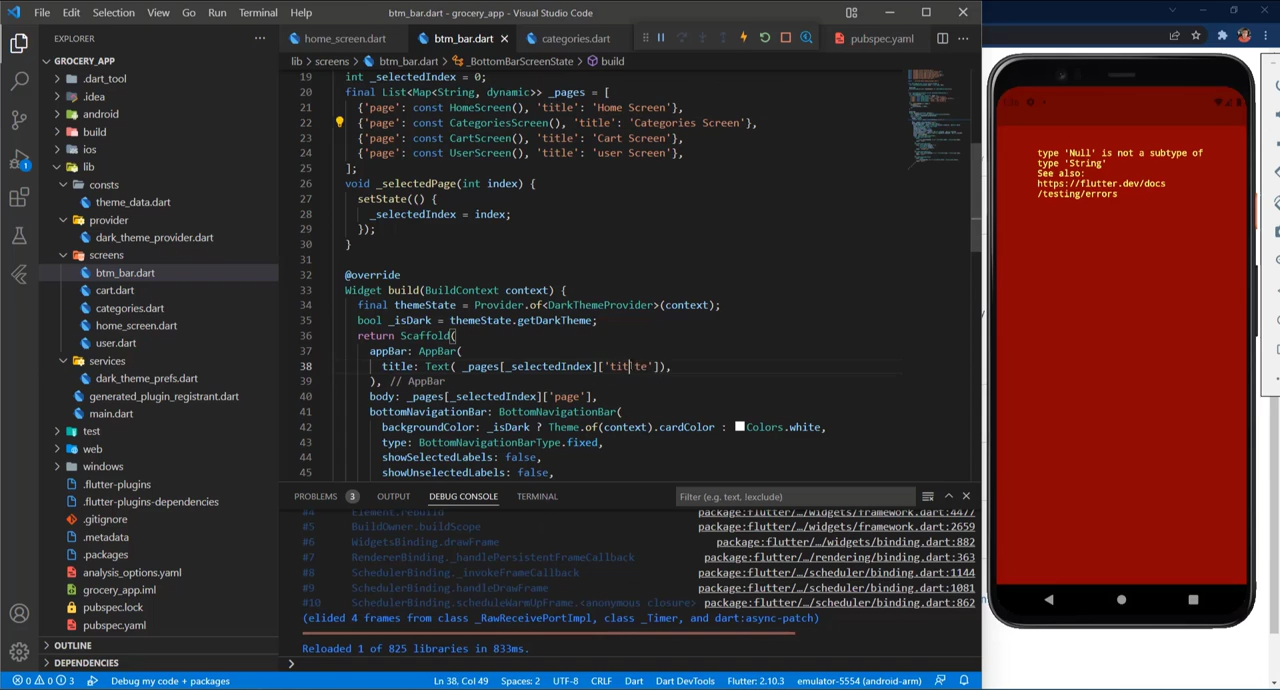 File Edit Selection View Go Run Terminal Help
btm_bar.dart - grocery_app - Visual Studio Code
EXPLORER
GROCERY_APP
.dart_tool
.idea
android
build
ios
lib
consts
theme_data.dart
provider
dark_theme_provider.dart
screens
btm_bar.dart
cart.dart
categories.dart
home_screen.dart
user.dart
services
dark_theme_prefs.dart
generated_plugin_registrant.dart
main.dart
test
web
windows
.flutter-plugins
.flutter-plugins-dependencies
.gitignore
.metadata
.packages
analysis_options.yaml
grocery_app.iml
pubspec.lock
pubspec.yaml
OUTLINE
DEPENDENCIES
home_screen.dart btm_bar.dart categories.dart pubspec.yaml
lib > screens > btm_bar.dart > _BottomBarScreenState > build
19 int _selectedIndex = 0;
20 final List<Map<String, dynamic>> _pages = [
21 {'page': const HomeScreen(), 'title': 'Home Screen'},
22 {'page': const CategoriesScreen(), 'title': 'Categories Screen'},
23 {'page': const CartScreen(), 'title': 'Cart Screen'},
24 {'page': const UserScreen(), 'title': 'user Screen'},
25 ];
26 void _selectedPage(int index) {
27 setState(() {
28 _selectedIndex = index;
29 });
30 }
31
32 @override
33 Widget build(BuildContext context) {
34 final themeState = Provider.of<DarkThemeProvider>(context);
35 bool _isDark = themeState.getDarkTheme;
36 return Scaffold(
37 appBar: AppBar(
38 title: Text( _pages[_selectedIndex]['titlte']),
39 ), // AppBar
40 body: _pages[_selectedIndex]['page'],
41 bottomNavigationBar: BottomNavigationBar(
42 backgroundColor: _isDark ? Theme.of(context).cardColor : Colors.white,
43 type: BottomNavigationBarType.fixed,
44 showSelectedLabels: false,
45 showUnselectedLabels: false,
PROBLEMS 3 OUTPUT DEBUG CONSOLE TERMINAL
Filter (e.g. text, !exclude)
#4 Element.rebuild package:flutter/…/widgets/framework.dart:4477
#5 BuildOwner.buildScope package:flutter/…/widgets/framework.dart:2659
#6 WidgetsBinding.drawFrame package:flutter/…/widgets/binding.dart:882
#7 RendererBinding._handlePersistentFrameCallback package:flutter/…/rendering/binding.dart:363
#8 SchedulerBinding._invokeFrameCallback package:flutter/…/scheduler/binding.dart:1144
#9 SchedulerBinding.handleDrawFrame package:flutter/…/scheduler/binding.dart:1081
#10 SchedulerBinding.scheduleWarmUpFrame.<anonymous closure> package:flutter/…/scheduler/binding.dart:862
(elided 4 frames from class _RawReceivePortImpl, class _Timer, and dart:async-patch)
Reloaded 1 of 825 libraries in 833ms.
1
0 0 3 Debug my code + packages
Ln 38, Col 49 Spaces: 2 UTF-8 CRLF Dart Dart DevTools Flutter: 2.10.3 emulator-5554 (android-arm)
type 'Null' is not a subtype of
type 'String'
See also:
https://flutter.dev/docs
/testing/errors